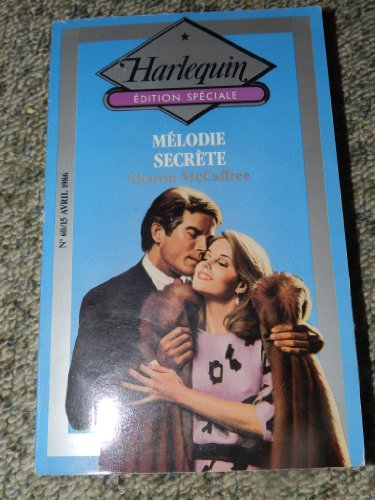 Harlequin
ÉDITION SPÉCIALE
MÉLODIE
SECRÈTE
Sharon McCaffree
N° 60/15 AVRIL 1986